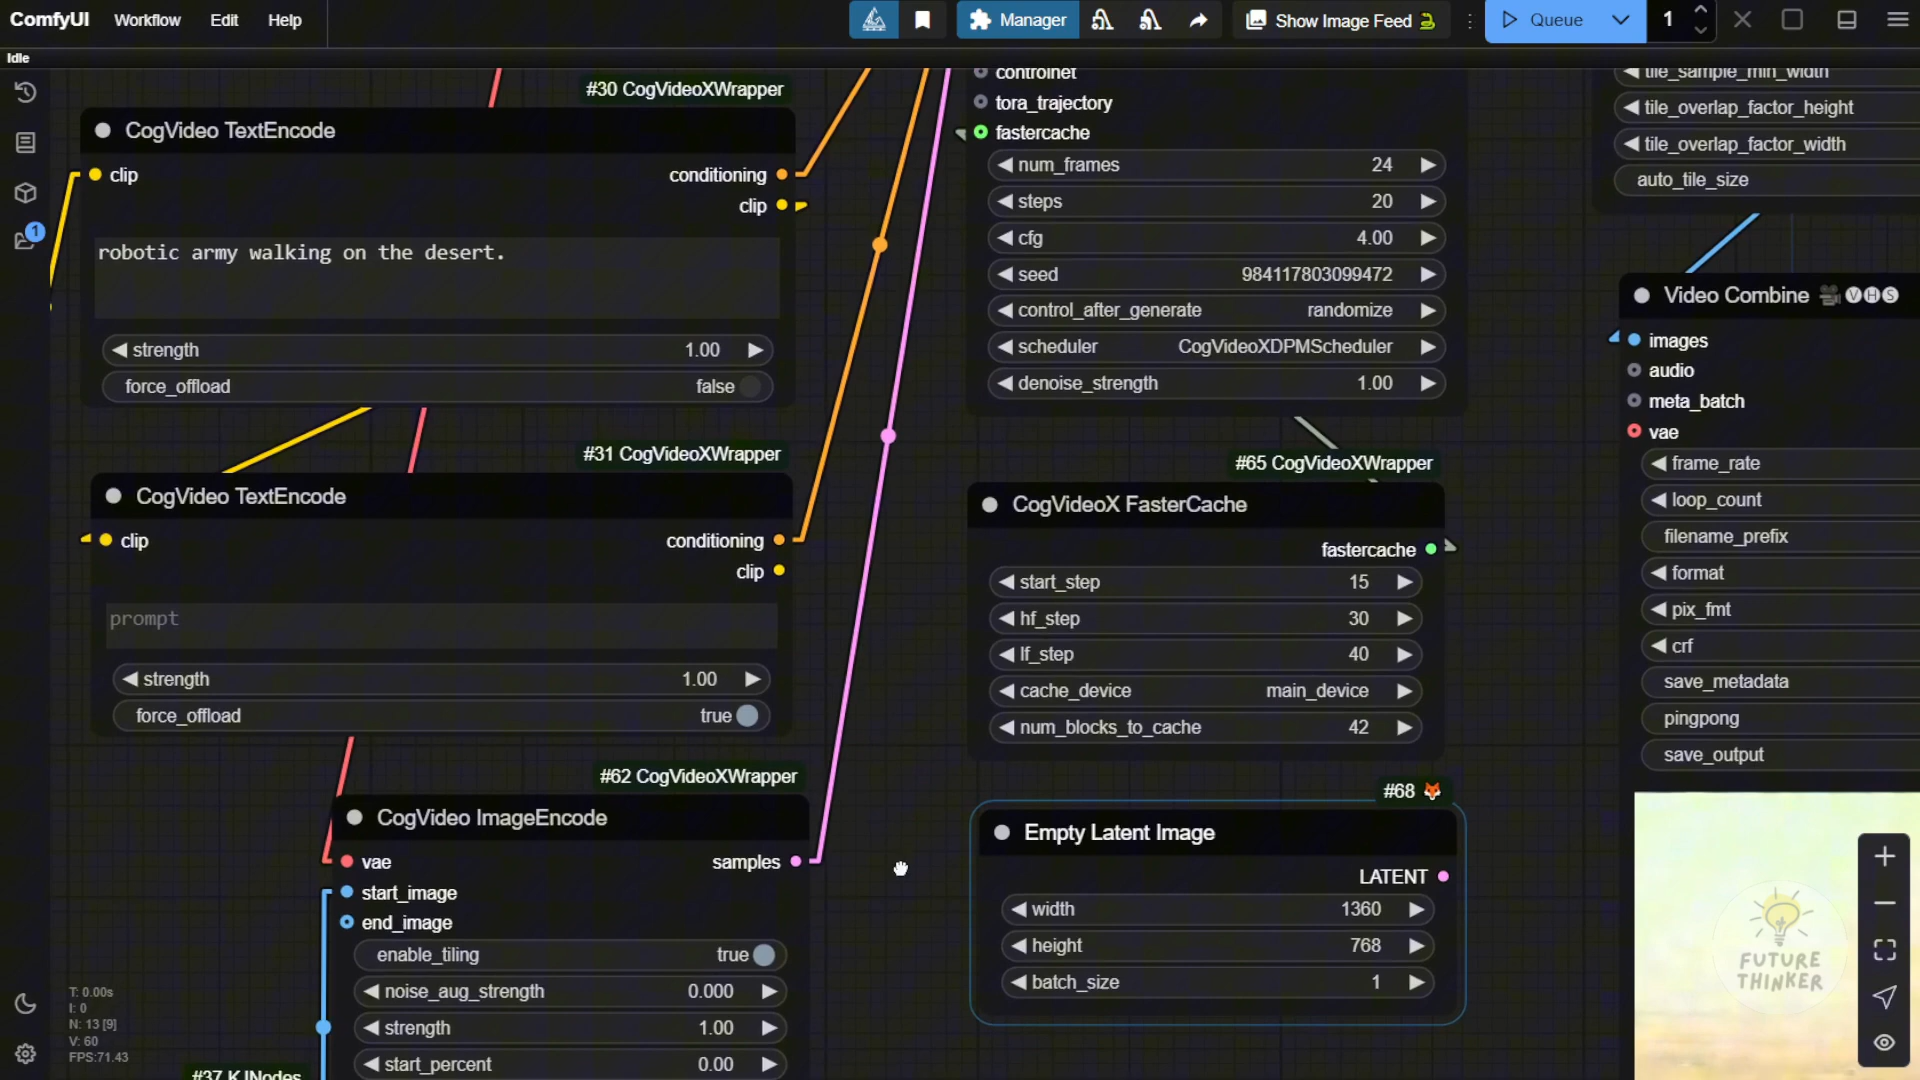 ComfyUI
Workflow
Edit
Help
Manager
Show Image Feed
Queue
1
Idle
1
#30 CogVideoXWrapper
CogVideo TextEncode
clip
conditioning
clip
robotic army walking on the desert.
strength 1.00
force_offload false
#31 CogVideoXWrapper
CogVideo TextEncode
clip
conditioning
clip
prompt
strength 1.00
force_offload true
#62 CogVideoXWrapper
CogVideo ImageEncode
vae
samples
start_image
end_image
enable_tiling true
noise_aug_strength 0.000
strength 1.00
start_percent 0.00
#37 KJNodes
T: 0.00s
I: 0
N: 13 [9]
V: 60
FPS:71.43
controlnet
tora_trajectory
fastercache
num_frames 24
steps 20
cfg 4.00
seed 984117803099472
control_after_generate randomize
scheduler CogVideoXDPMScheduler
denoise_strength 1.00
#65 CogVideoXWrapper
CogVideoX FasterCache
fastercache
start_step 15
hf_step 30
lf_step 40
cache_device main_device
num_blocks_to_cache 42
#68
Empty Latent Image
LATENT
width 1360
height 768
batch_size 1
tile_sample_min_width
tile_overlap_factor_height
tile_overlap_factor_width
auto_tile_size
Video Combine VHS
images
audio
meta_batch
vae
frame_rate
loop_count
filename_prefix
format
pix_fmt
crf
save_metadata
pingpong
save_output
FUTURE
THINKER